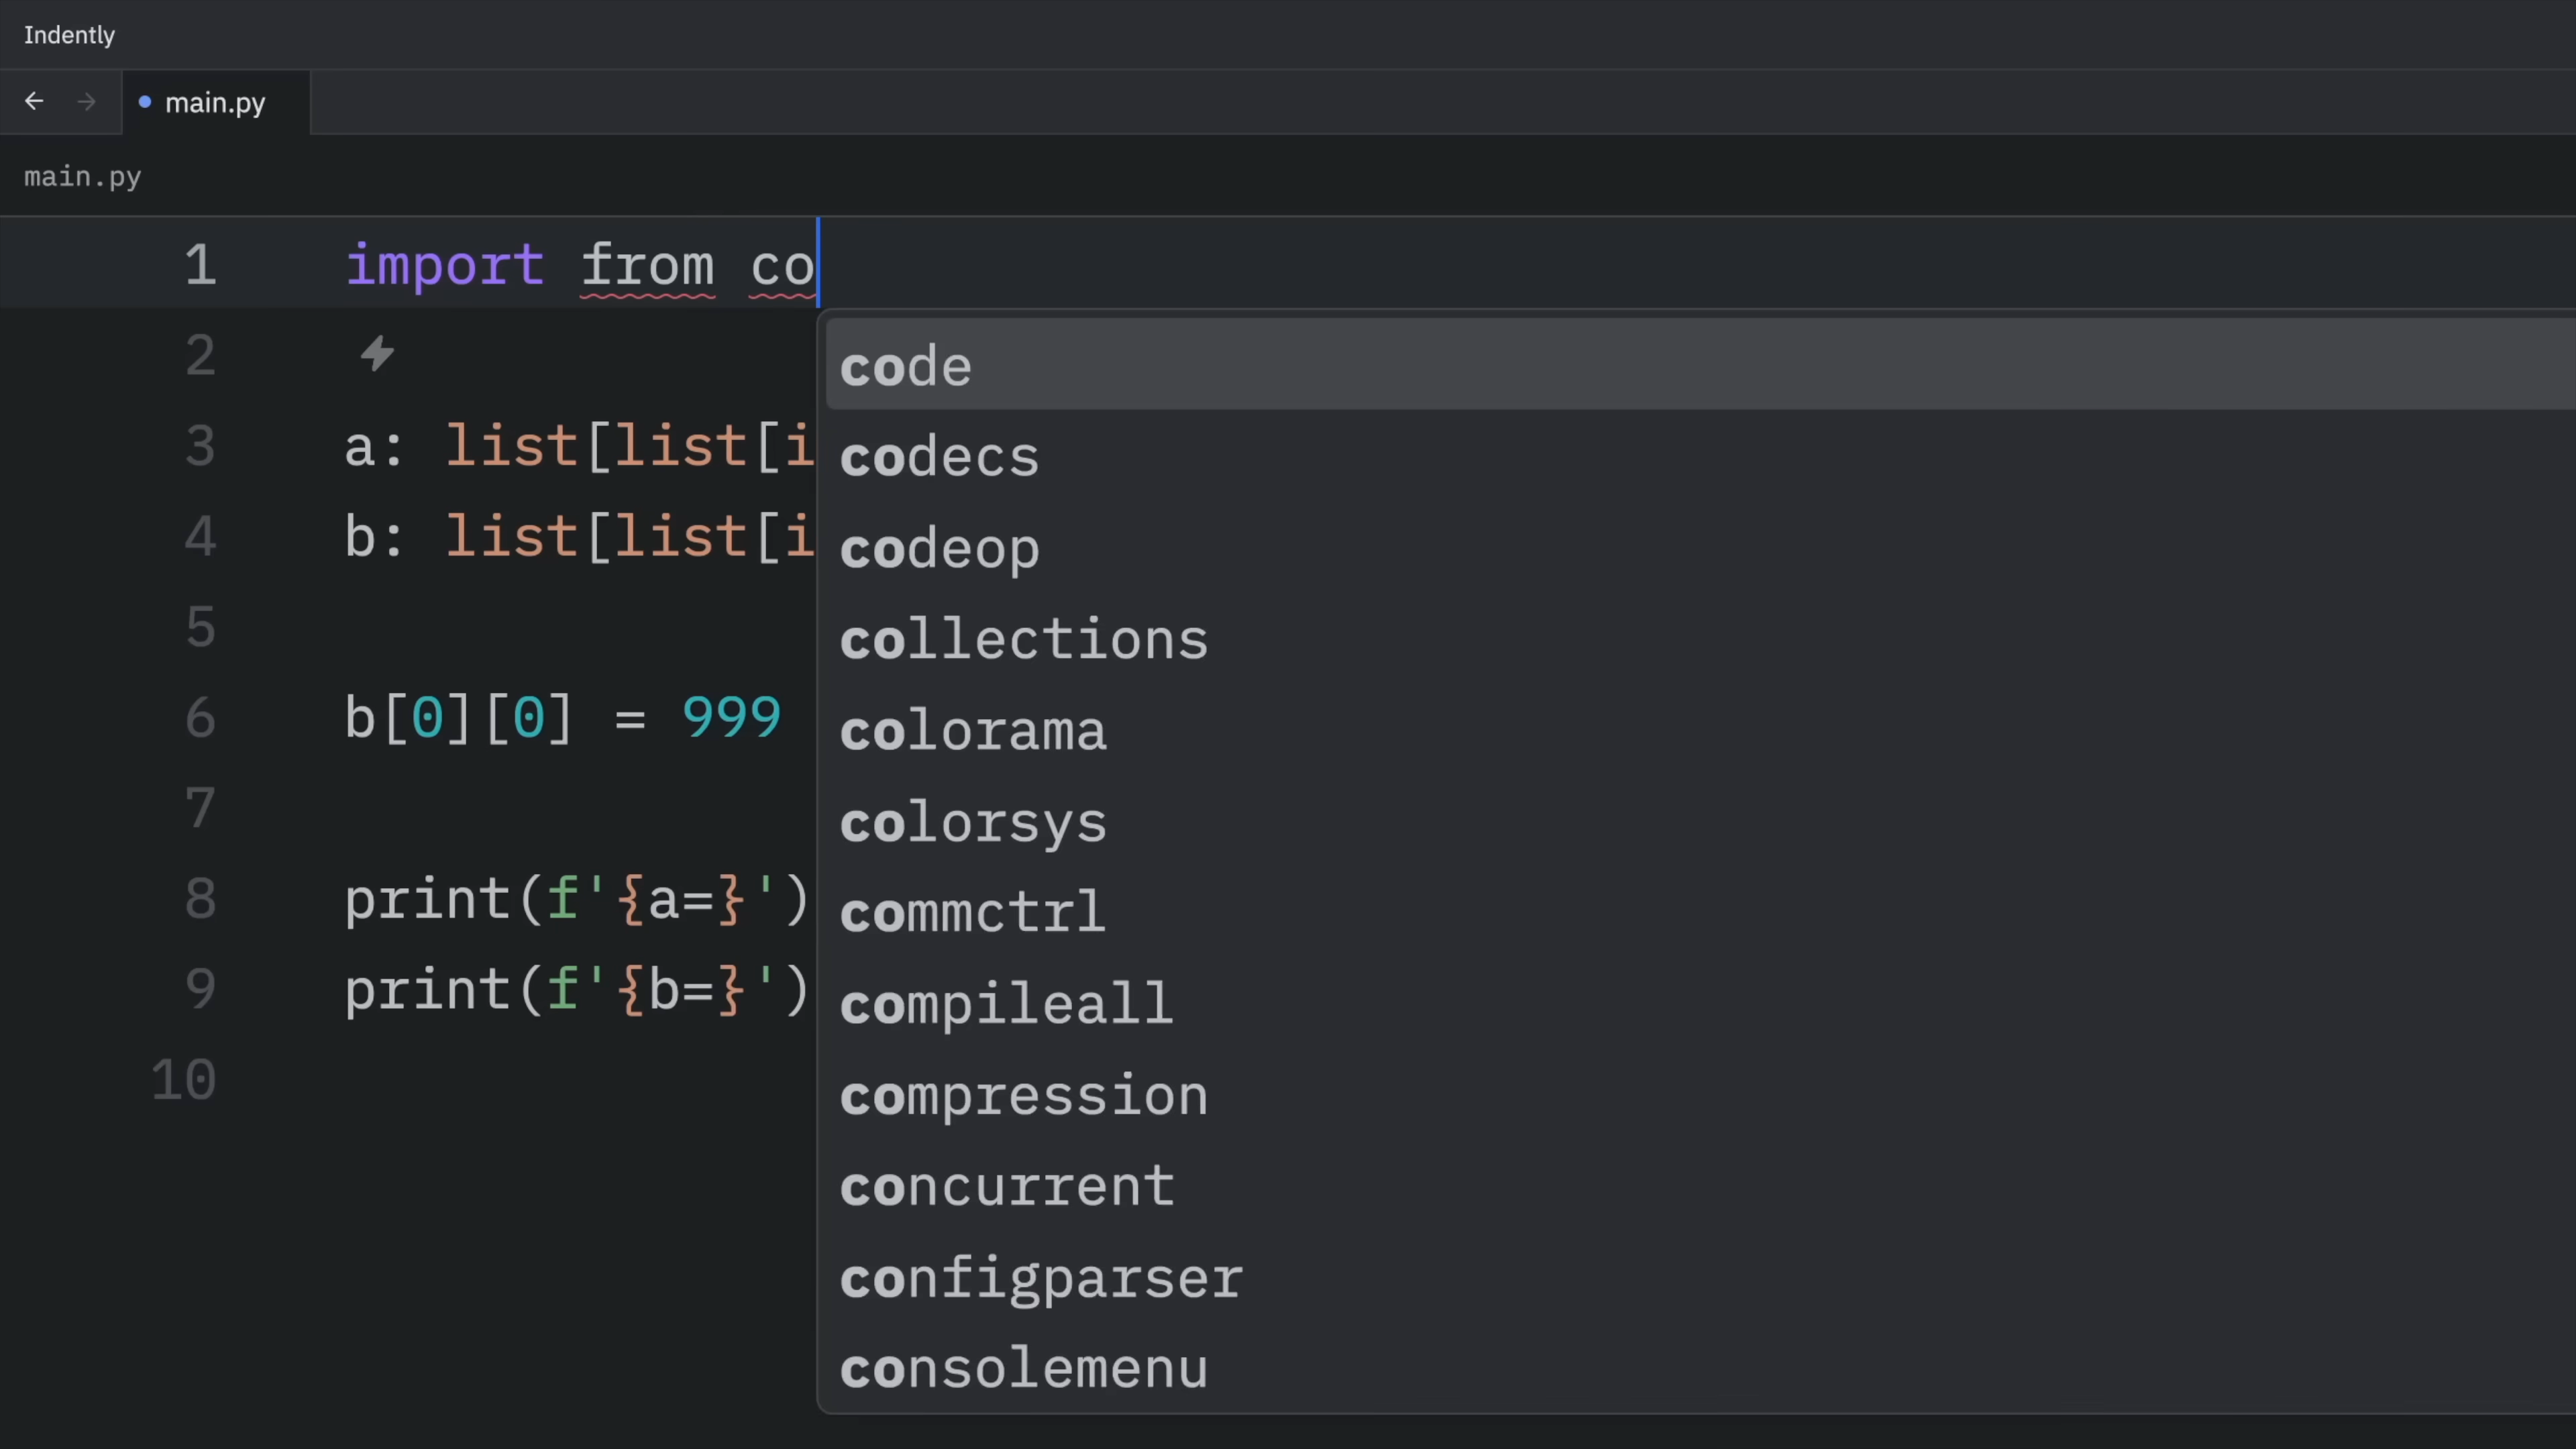 Indently
main.py
main.py
1 import from co
2
3 a: list[list[i
4 b: list[list[i
5
6 b[0][0] = 999
7
8 print(f'{a=}')
9 print(f'{b=}')
10
code
codecs
codeop
collections
colorama
colorsys
commctrl
compileall
compression
concurrent
configparser
consolemenu